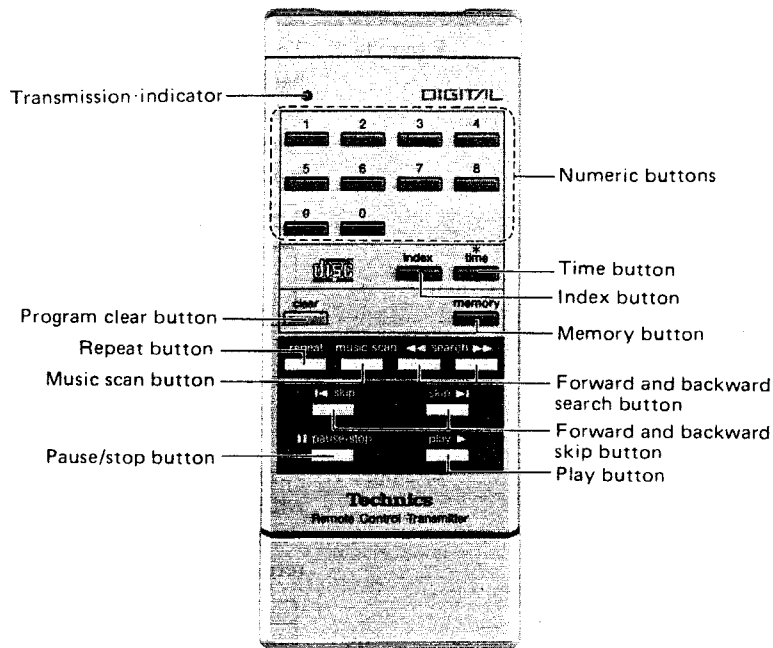 Transmission indicator
DIGITAL
1 2 3 4
5 6 7 8
9 0
Numeric buttons
disc
index
*
time
Time button
Index button
clear
memory
Program clear button
Memory button
Repeat button
repeat music scan ◀◀ search ▶▶
Music scan button
Forward and backward
search button
I◀ skip
skip ▶I
Forward and backward
skip button
II pause/stop
play ▶
Pause/stop button
Play button
Technics
Remote Control Transmitter